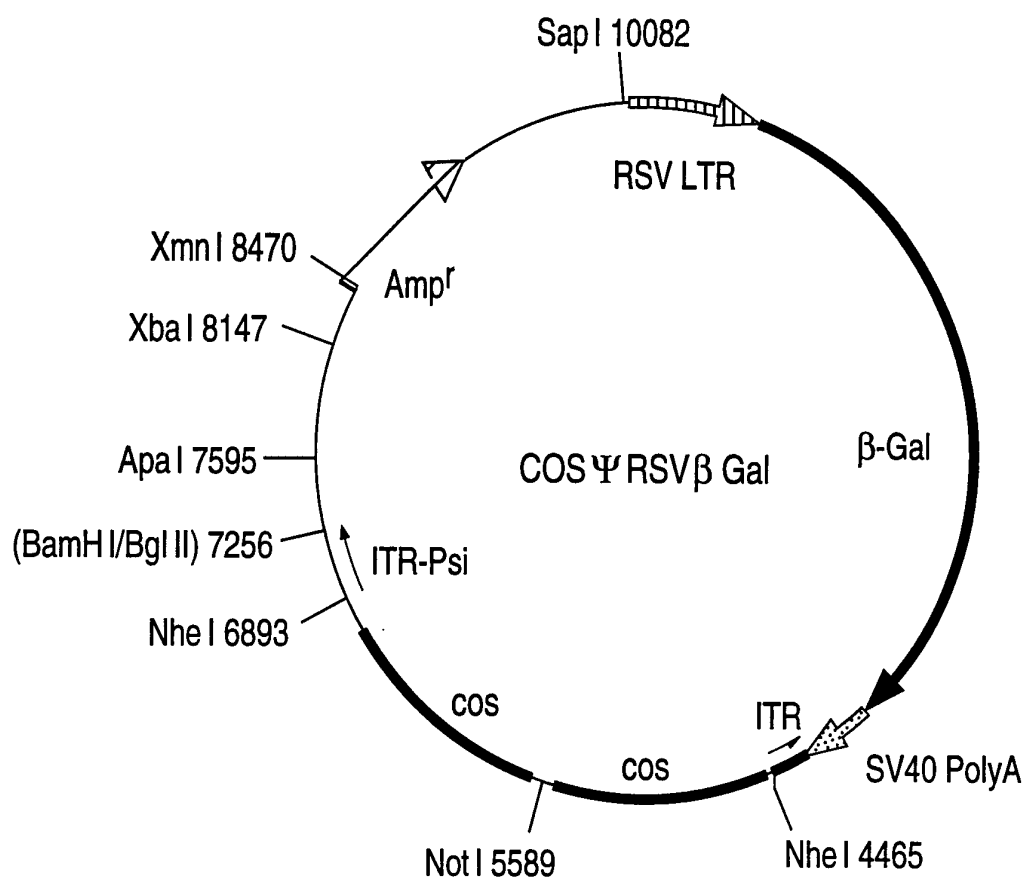 Sap I 10082
RSV LTR
Xmn I 8470
Ampr
Xba I 8147
β-Gal
Apa I 7595
COS Ψ RSV β Gal
(BamH I/Bgl II) 7256
ITR-Psi
Nhe I 6893
cos
ITR
cos
SV40 PolyA
Not I 5589
Nhe I 4465